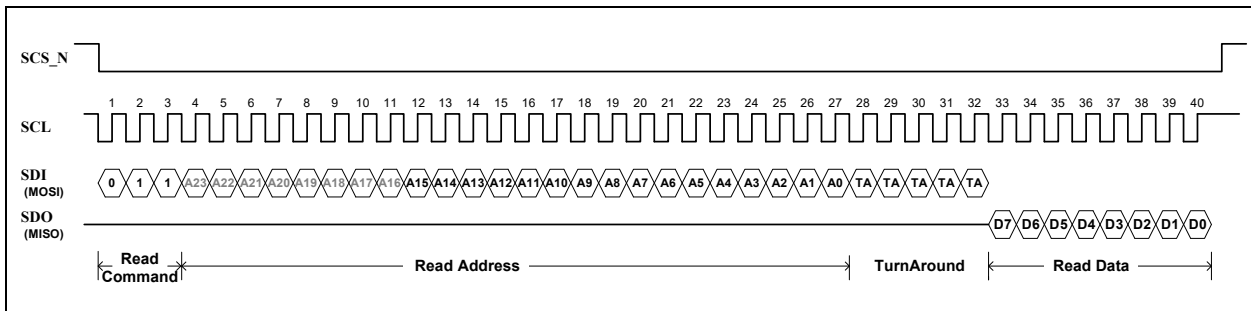 SCS_N
1 2 3 4 5 6 7 8 9 10 11 12 13 14 15 16 17 18 19 20 21 22 23 24 25 26 27 28 29 30 31 32 33 34 35 36 37 38 39 40
SCL
SDI
(MOSI)
0 1 1 A23 A22 A21 A20 A19 A18 A17 A16 A15 A14 A13 A12 A11 A10 A9 A8 A7 A6 A5 A4 A3 A2 A1 A0 TA TA TA TA TA
SDO
(MISO)
D7 D6 D5 D4 D3 D2 D1 D0
Read
Command
Read Address
TurnAround
Read Data